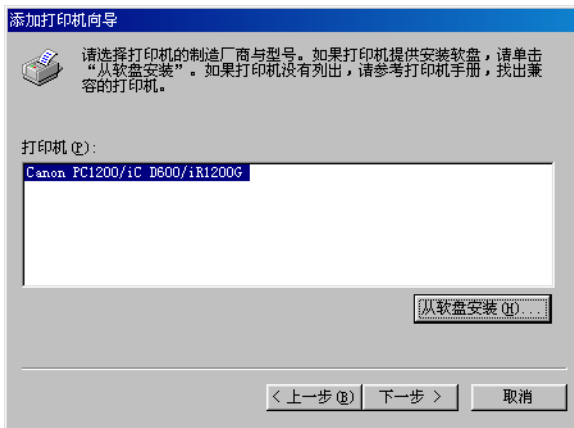 添加打印机向导
请选择打印机的制造厂商与型号。如果打印机提供安装软盘，请单击
“从软盘安装”。如果打印机没有列出，请参考打印机手册，找出兼
容的打印机。
打印机(P):
Canon PC1200/iC D600/iR1200G
从软盘安装(H)...
< 上一步(B)
下一步 >
取消